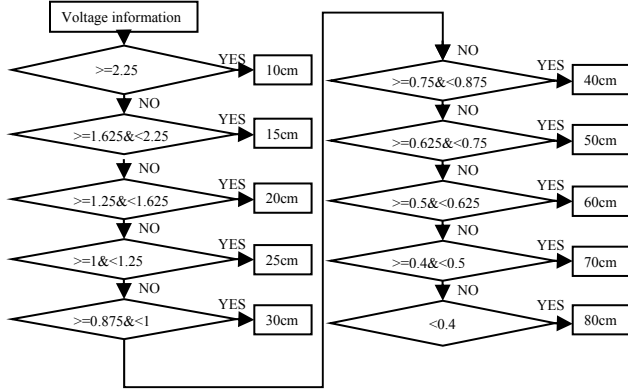 Voltage information
>=2.25
YES
10cm
NO
>=1.625&<2.25
YES
15cm
NO
>=1.25&<1.625
YES
20cm
NO
>=1&<1.25
YES
25cm
NO
>=0.875&<1
YES
30cm
NO
>=0.75&<0.875
YES
40cm
NO
>=0.625&<0.75
YES
50cm
NO
>=0.5&<0.625
YES
60cm
NO
>=0.4&<0.5
YES
70cm
NO
<0.4
YES
80cm